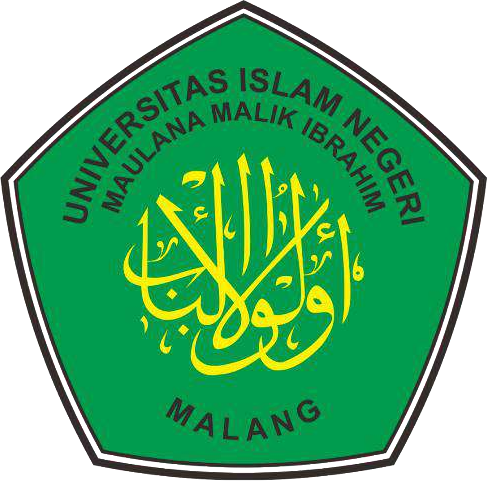 UNIVERSITAS ISLAM NEGERI
MAULANA MALIK IBRAHIM
أولو الألباب
MALANG